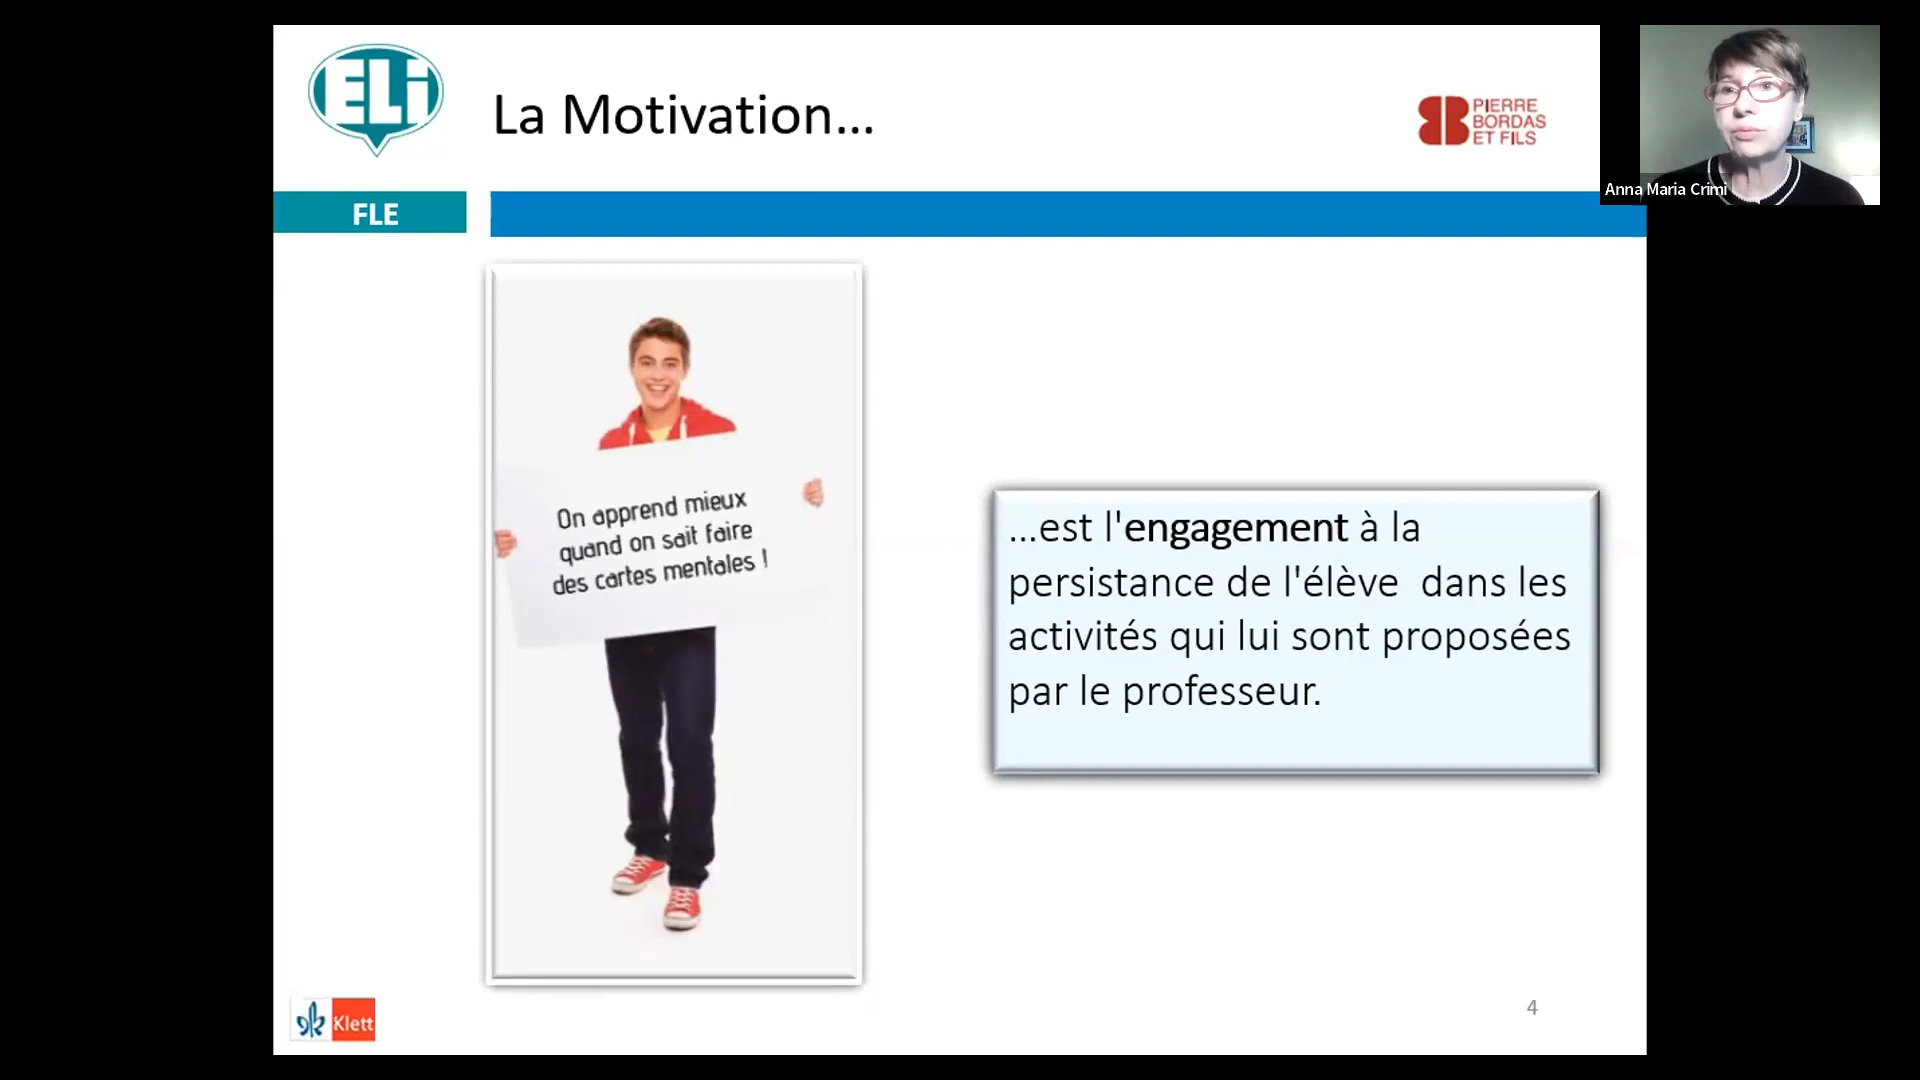 ELi
La Motivation...
PIERRE
BORDAS
ET FILS
Anna Maria Crimi
FLE
On apprend mieux
quand on sait faire
des cartes mentales !
...est l'engagement à la
persistance de l'élève dans les
activités qui lui sont proposées
par le professeur.
Klett
4